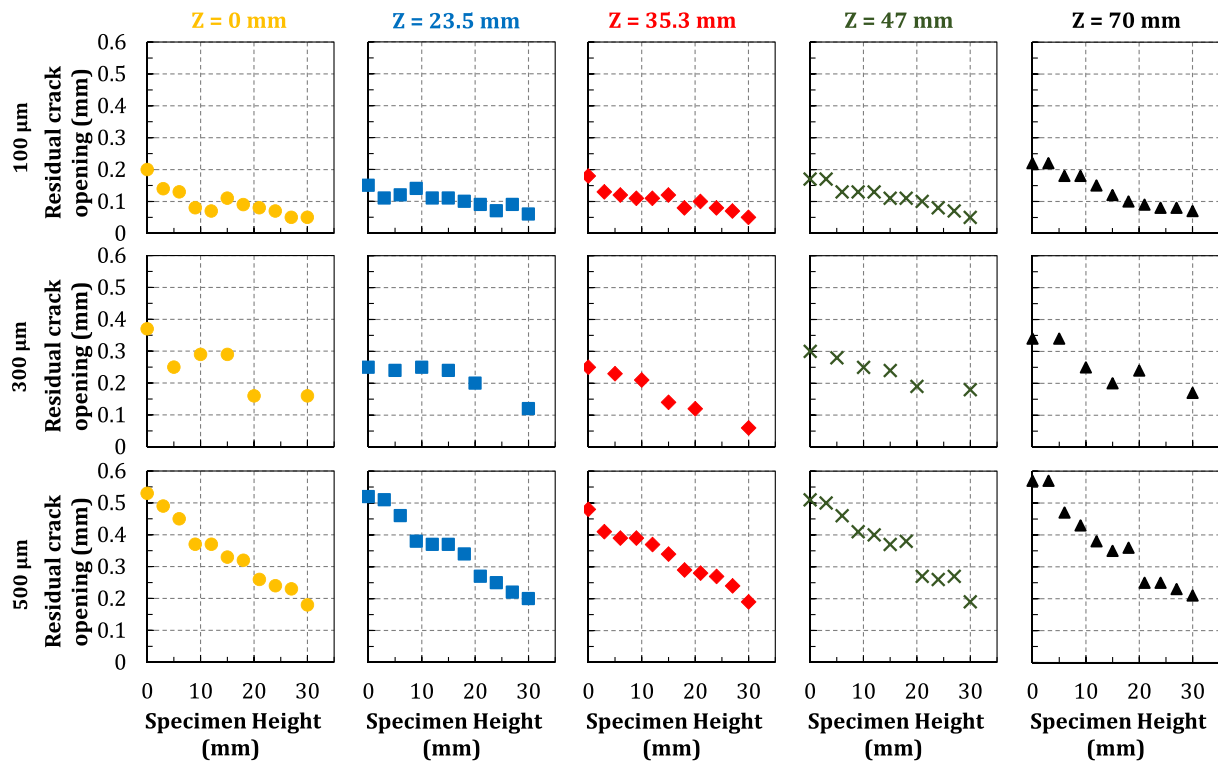 Z = 0 mm
Z = 23.5 mm
Z = 35.3 mm
Z = 47 mm
Z = 70 mm
100 µm
Residual crack
opening (mm)
0.6
0.5
0.4
0.3
0.2
0.1
0
300 µm
Residual crack
opening (mm)
0.6
0.5
0.4
0.3
0.2
0.1
0
500 µm
Residual crack
opening (mm)
0.6
0.5
0.4
0.3
0.2
0.1
0
0 10 20 30
0 10 20 30
0 10 20 30
0 10 20 30
0 10 20 30
Specimen Height
(mm)
Specimen Height
(mm)
Specimen Height
(mm)
Specimen Height
(mm)
Specimen Height
(mm)